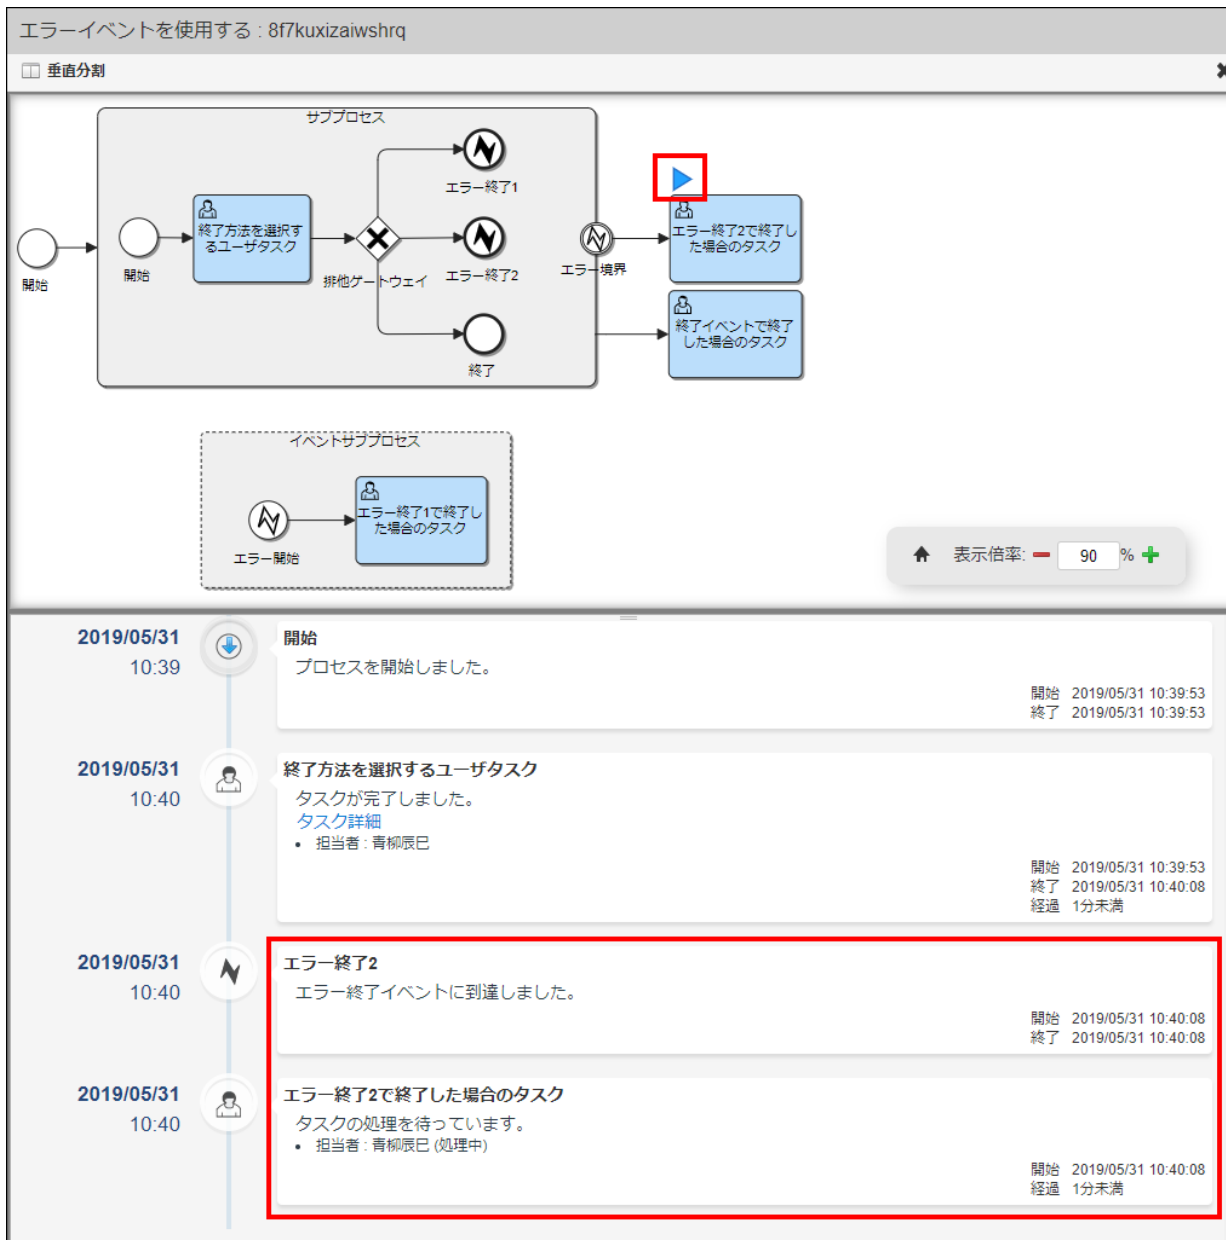 エラーイベントを使用する : 8f7kuxizaiwshrq
垂直分割
サブプロセス
エラー終了1
終了方法を選択す
るユーザタスク
エラー終了2で終了し
た場合のタスク
開始
開始
排他ゲートウェイ
エラー終了2
エラー境界
終了イベントで終了
した場合のタスク
終了
イベントサブプロセス
エラー終了1で終了し
た場合のタスク
エラー開始
表示倍率: 90 %
2019/05/31
10:39
開始
プロセスを開始しました。
開始 2019/05/31 10:39:53
終了 2019/05/31 10:39:53
2019/05/31
10:40
終了方法を選択するユーザタスク
タスクが完了しました。
タスク詳細
• 担当者 : 青柳辰巳
開始 2019/05/31 10:39:53
終了 2019/05/31 10:40:08
経過 1分未満
2019/05/31
10:40
エラー終了2
エラー終了イベントに到達しました。
開始 2019/05/31 10:40:08
終了 2019/05/31 10:40:08
2019/05/31
10:40
エラー終了2で終了した場合のタスク
タスクの処理を待っています。
• 担当者 : 青柳辰巳 (処理中)
開始 2019/05/31 10:40:08
経過 1分未満